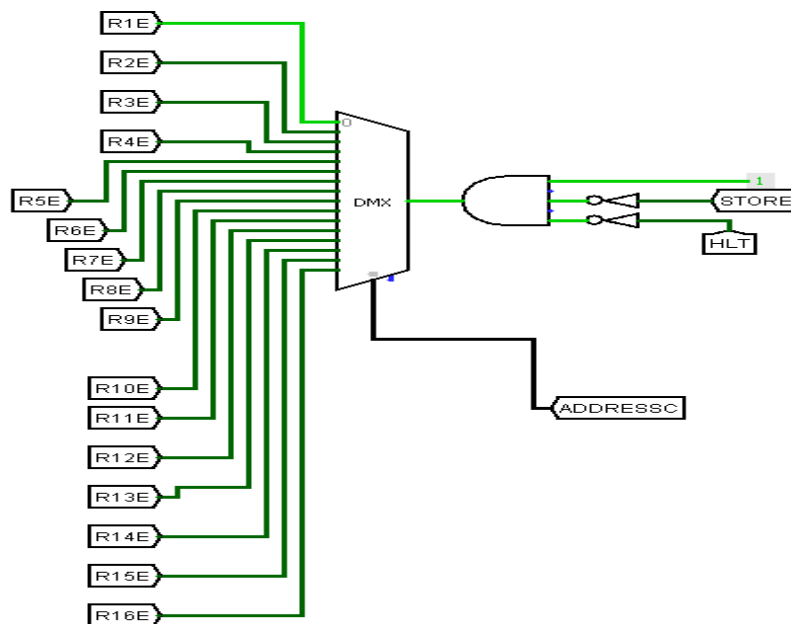 R1E
R2E
R3E
R4E
0
DMX
1
STORE
R5E
R6E
HLT
R7E
R8E
R9E
R10E
ADDRESSC
R11E
R12E
R13E
R14E
R15E
R16E